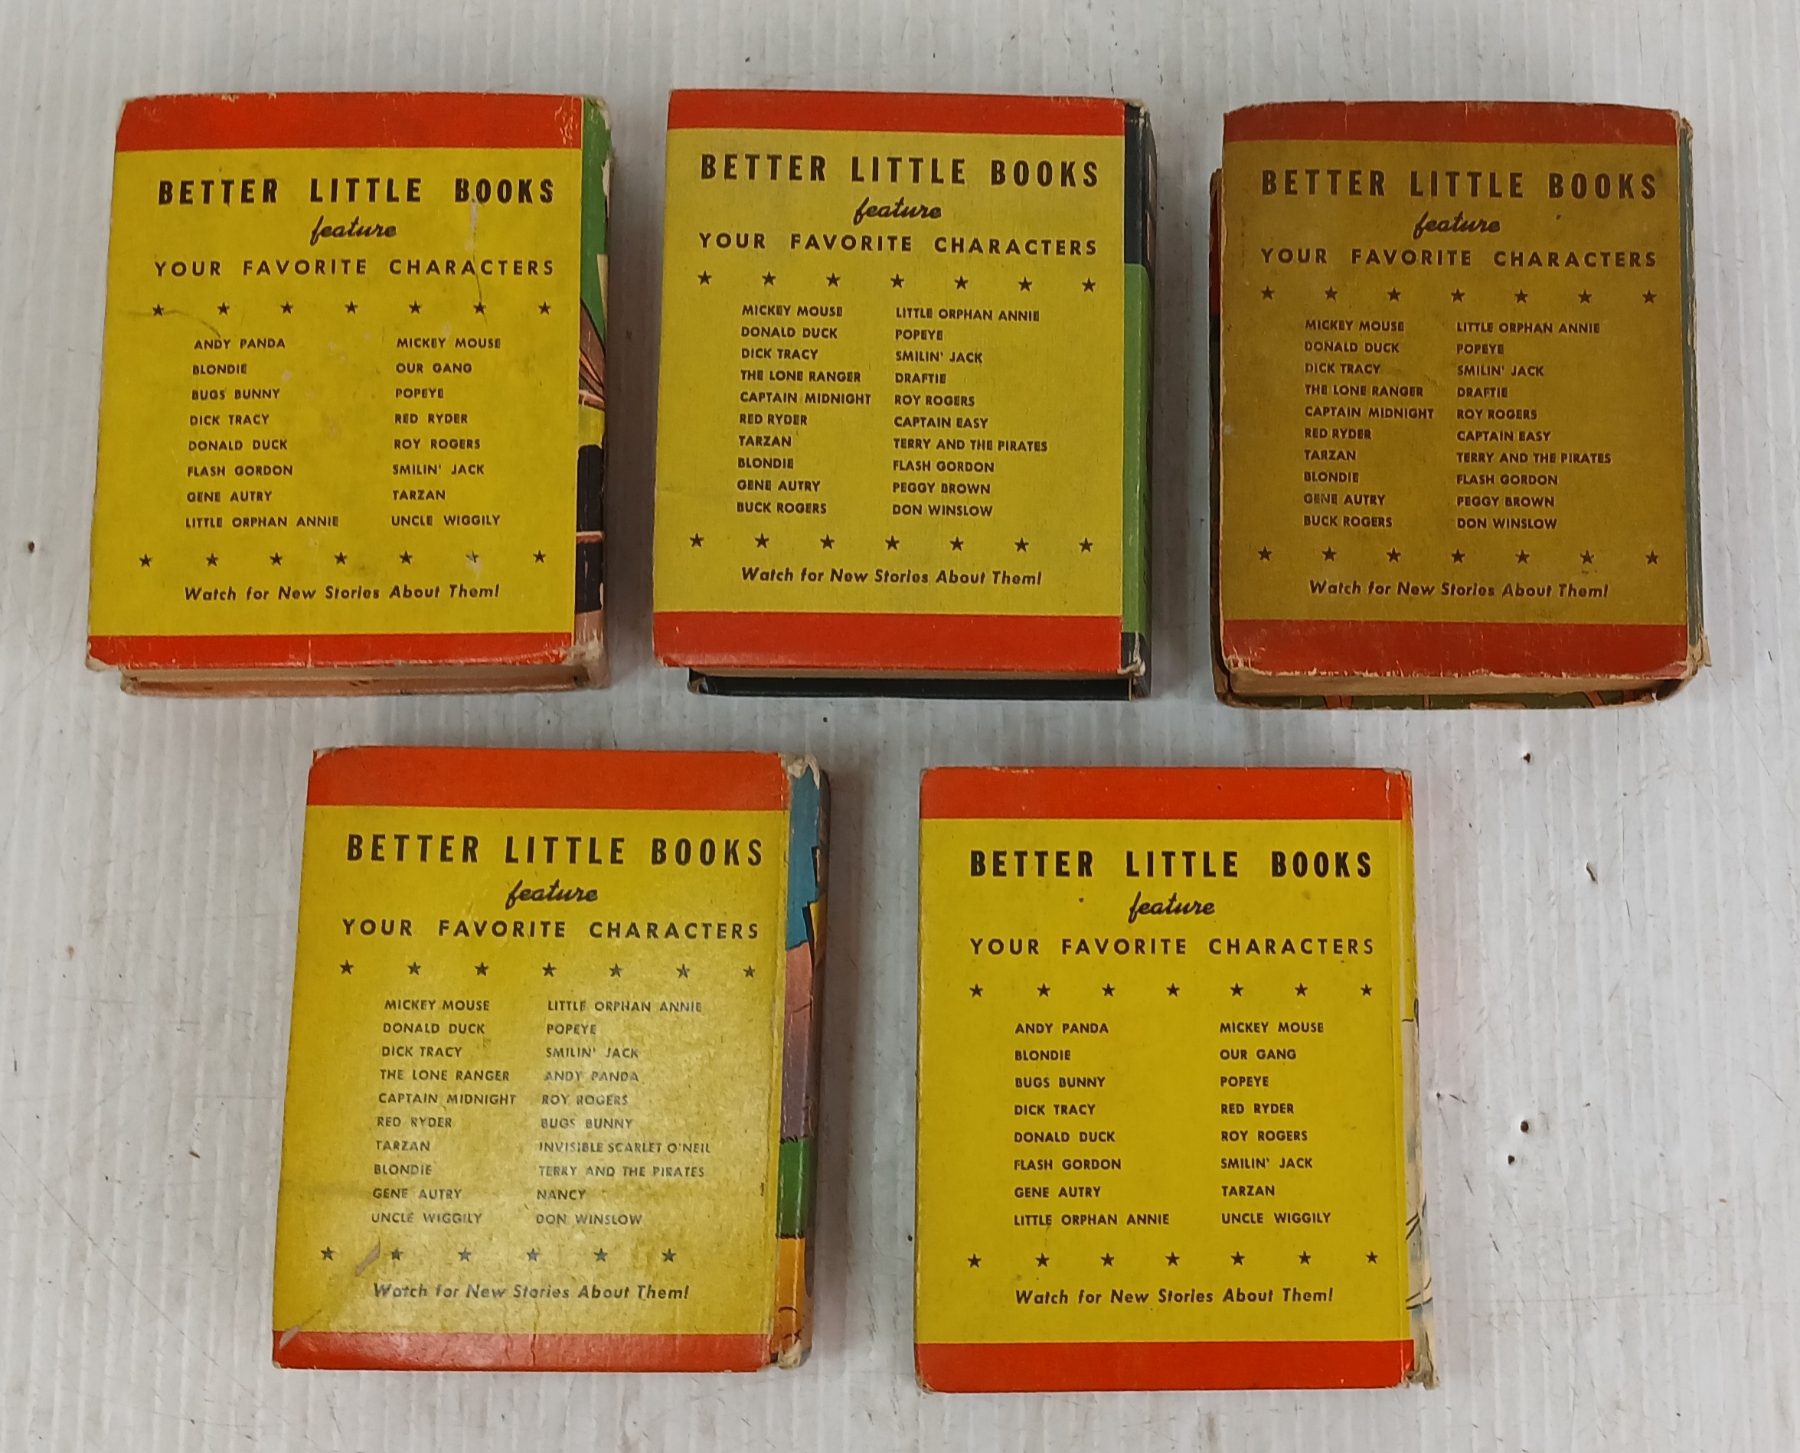 BETTER LITTLE BOOKS
feature
YOUR FAVORITE CHARACTERS
ANDY PANDA MICKEY MOUSE
BLONDIE OUR GANG
BUGS BUNNY POPEYE
DICK TRACY RED RYDER
DONALD DUCK ROY ROGERS
FLASH GORDON SMILIN' JACK
GENE AUTRY TARZAN
LITTLE ORPHAN ANNIE UNCLE WIGGILY
Watch for New Stories About Them!
BETTER LITTLE BOOKS
feature
YOUR FAVORITE CHARACTERS
MICKEY MOUSE LITTLE ORPHAN ANNIE
DONALD DUCK POPEYE
DICK TRACY SMILIN' JACK
THE LONE RANGER DRAFTIE
CAPTAIN MIDNIGHT ROY ROGERS
RED RYDER CAPTAIN EASY
TARZAN TERRY AND THE PIRATES
BLONDIE FLASH GORDON
GENE AUTRY PEGGY BROWN
BUCK ROGERS DON WINSLOW
Watch for New Stories About Them!
BETTER LITTLE BOOKS
feature
YOUR FAVORITE CHARACTERS
MICKEY MOUSE LITTLE ORPHAN ANNIE
DONALD DUCK POPEYE
DICK TRACY SMILIN' JACK
THE LONE RANGER DRAFTIE
CAPTAIN MIDNIGHT ROY ROGERS
RED RYDER CAPTAIN EASY
TARZAN TERRY AND THE PIRATES
BLONDIE FLASH GORDON
GENE AUTRY PEGGY BROWN
BUCK ROGERS DON WINSLOW
Watch for New Stories About Them!
BETTER LITTLE BOOKS
feature
YOUR FAVORITE CHARACTERS
MICKEY MOUSE LITTLE ORPHAN ANNIE
DONALD DUCK POPEYE
DICK TRACY SMILIN' JACK
THE LONE RANGER ANDY PANDA
CAPTAIN MIDNIGHT ROY ROGERS
RED RYDER BUGS BUNNY
TARZAN INVISIBLE SCARLET O'NEIL
BLONDIE TERRY AND THE PIRATES
GENE AUTRY NANCY
UNCLE WIGGILY DON WINSLOW
Watch for New Stories About Them!
BETTER LITTLE BOOKS
feature
YOUR FAVORITE CHARACTERS
ANDY PANDA MICKEY MOUSE
BLONDIE OUR GANG
BUGS BUNNY POPEYE
DICK TRACY RED RYDER
DONALD DUCK ROY ROGERS
FLASH GORDON SMILIN' JACK
GENE AUTRY TARZAN
LITTLE ORPHAN ANNIE UNCLE WIGGILY
Watch for New Stories About Them!